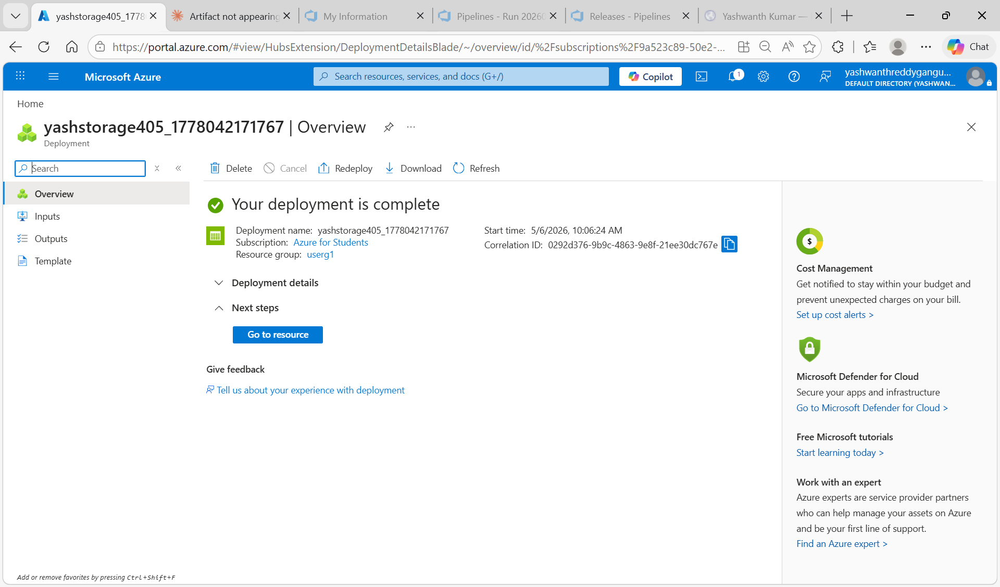 yashstorage405_1778
Artifact not appearing
My Information
Pipelines - Run 20260
Releases - Pipelines
Yashwanth Kumar —
https://portal.azure.com/#view/HubsExtension/DeploymentDetailsBlade/~/overview/id/%2Fsubscriptions%2F9a523c89-50e2-...
Chat
Microsoft Azure
Search resources, services, and docs (G+/)
Copilot
1
yashwanthreddygangu...
DEFAULT DIRECTORY (YASHWAN...
Home
yashstorage405_1778042171767 | Overview
Deployment
Search
Delete
Cancel
Redeploy
Download
Refresh
Overview
Inputs
Outputs
Template
Your deployment is complete
Deployment name: yashstorage405_1778042171767
Subscription: Azure for Students
Resource group: userg1
Start time: 5/6/2026, 10:06:24 AM
Correlation ID: 0292d376-9b9c-4863-9e8f-21ee30dc767e
Deployment details
Next steps
Go to resource
Give feedback
Tell us about your experience with deployment
$
Cost Management
Get notified to stay within your budget and
prevent unexpected charges on your bill.
Set up cost alerts >
Microsoft Defender for Cloud
Secure your apps and infrastructure
Go to Microsoft Defender for Cloud >
Free Microsoft tutorials
Start learning today >
Work with an expert
Azure experts are service provider partners
who can help manage your assets on Azure
and be your first line of support.
Find an Azure expert >
Add or remove favorites by pressing Ctrl+Shift+F